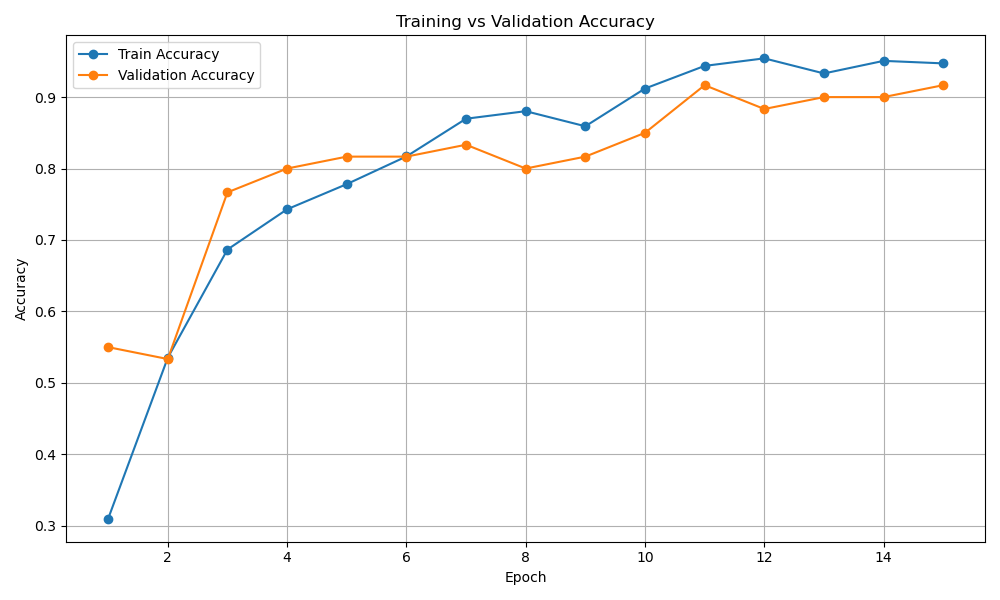 Training vs Validation Accuracy
Train Accuracy
Validation Accuracy
0.9
0.8
0.7
0.6
0.5
0.4
0.3
Accuracy
2 4 6 8 10 12 14
Epoch